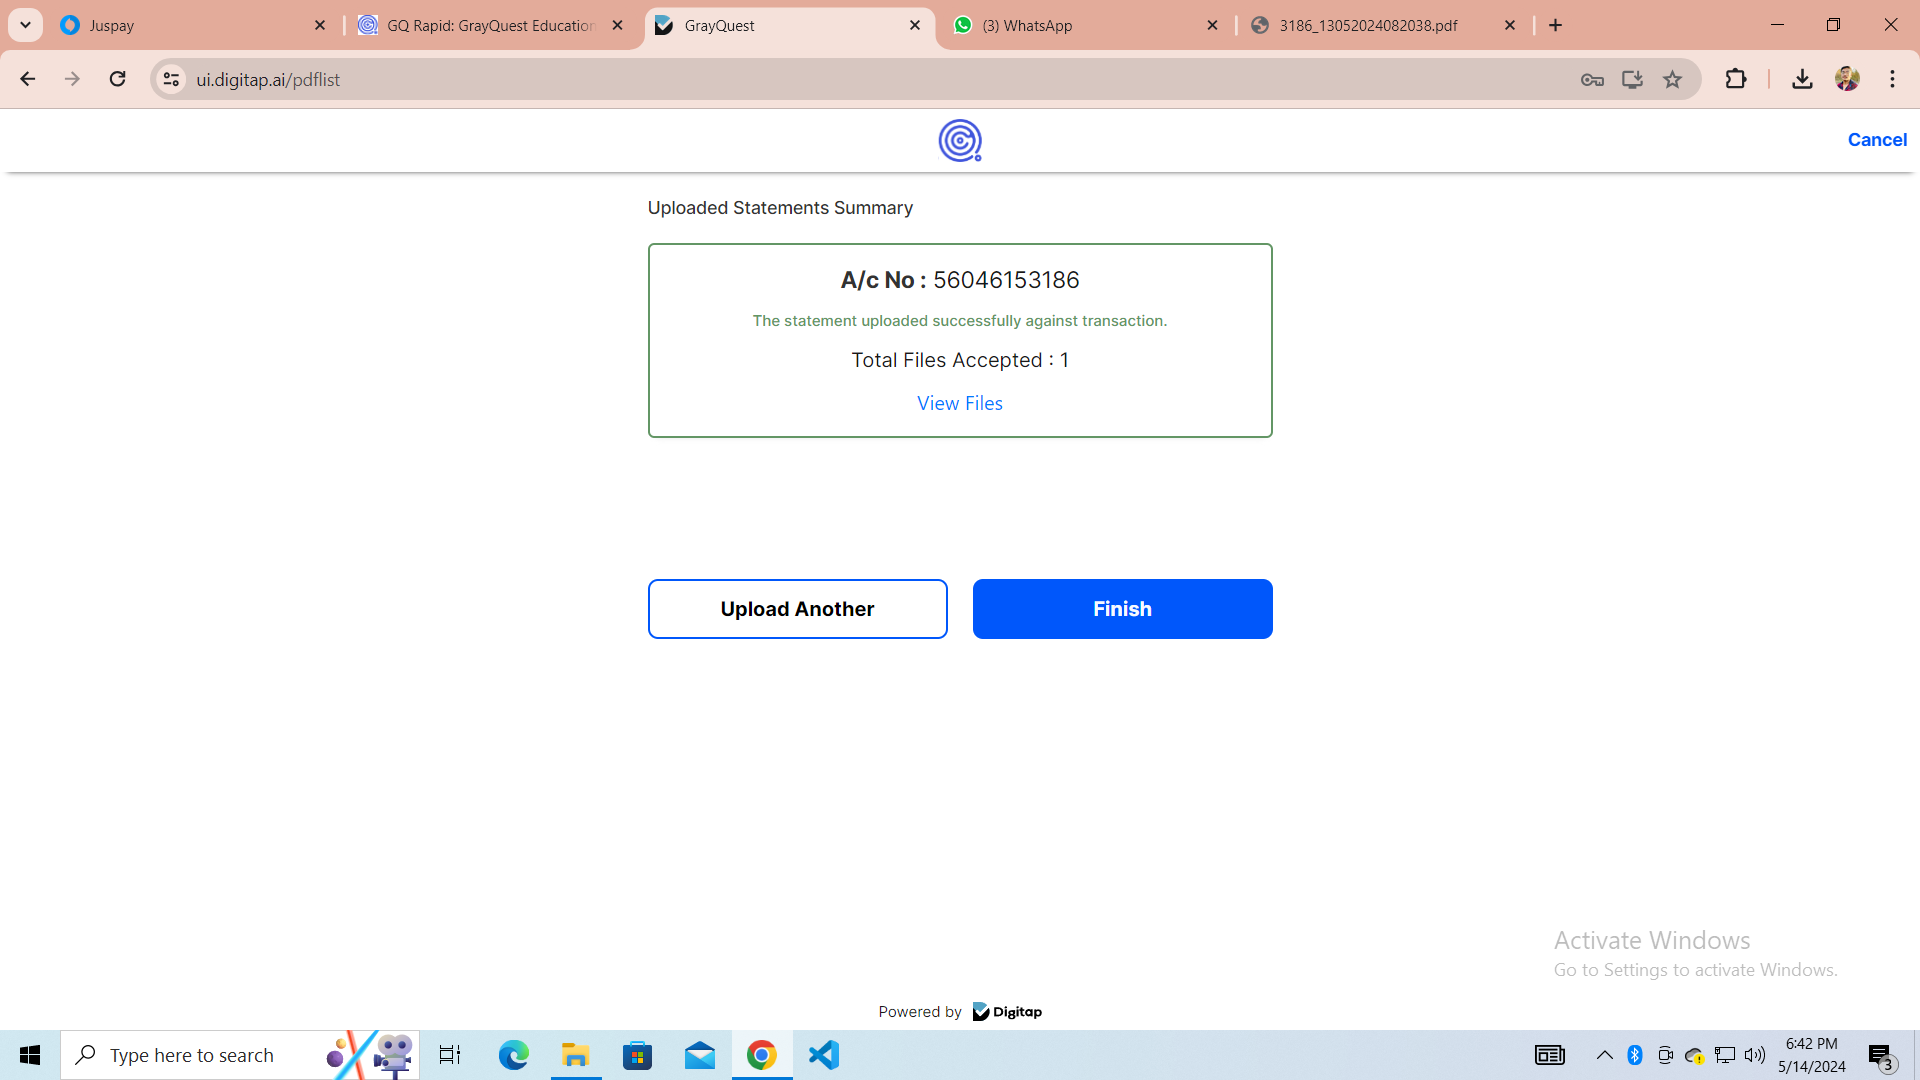 Juspay
GQ Rapid: GrayQuest Education
GrayQuest
(3) WhatsApp
3186_13052024082038.pdf
ui.digitap.ai/pdflist
Cancel
Uploaded Statements Summary
A/c No : 56046153186
The statement uploaded successfully against transaction.
Total Files Accepted : 1
View Files
Upload Another
Finish
Activate Windows
Go to Settings to activate Windows.
Powered by Digitap
Type here to search
6:42 PM
5/14/2024
3